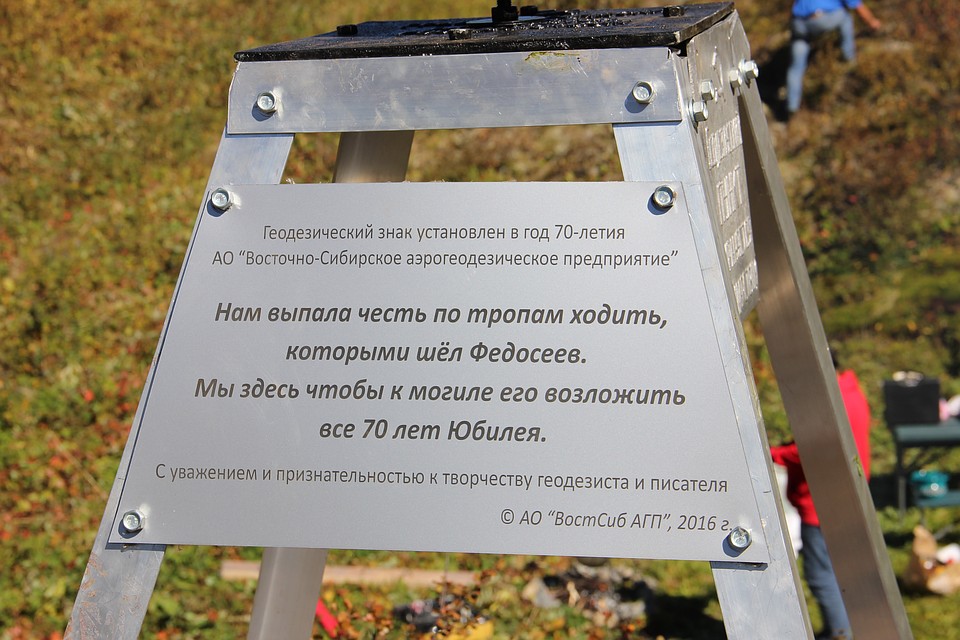 Геодезический знак установлен в год 70-летия
АО “Восточно-Сибирское аэрогеодезическое предприятие”
Нам выпала честь по тропам ходить,
которыми шёл Федосеев.
Мы здесь чтобы к могиле его возложить
все 70 лет Юбилея.
С уважением и признательностью к творчеству геодезиста и писателя
© АО “ВостСиб АГП”, 2016 г.